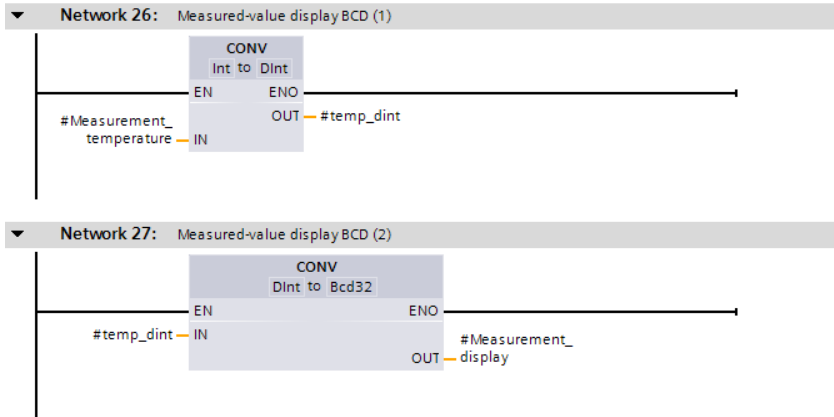 Network 26: Measured-value display BCD (1)
CONV
Int to DInt
EN ENO
#Measurement_
temperature IN
OUT #temp_dint
Network 27: Measured-value display BCD (2)
CONV
DInt to Bcd32
EN ENO
#temp_dint IN
#Measurement_
OUT display